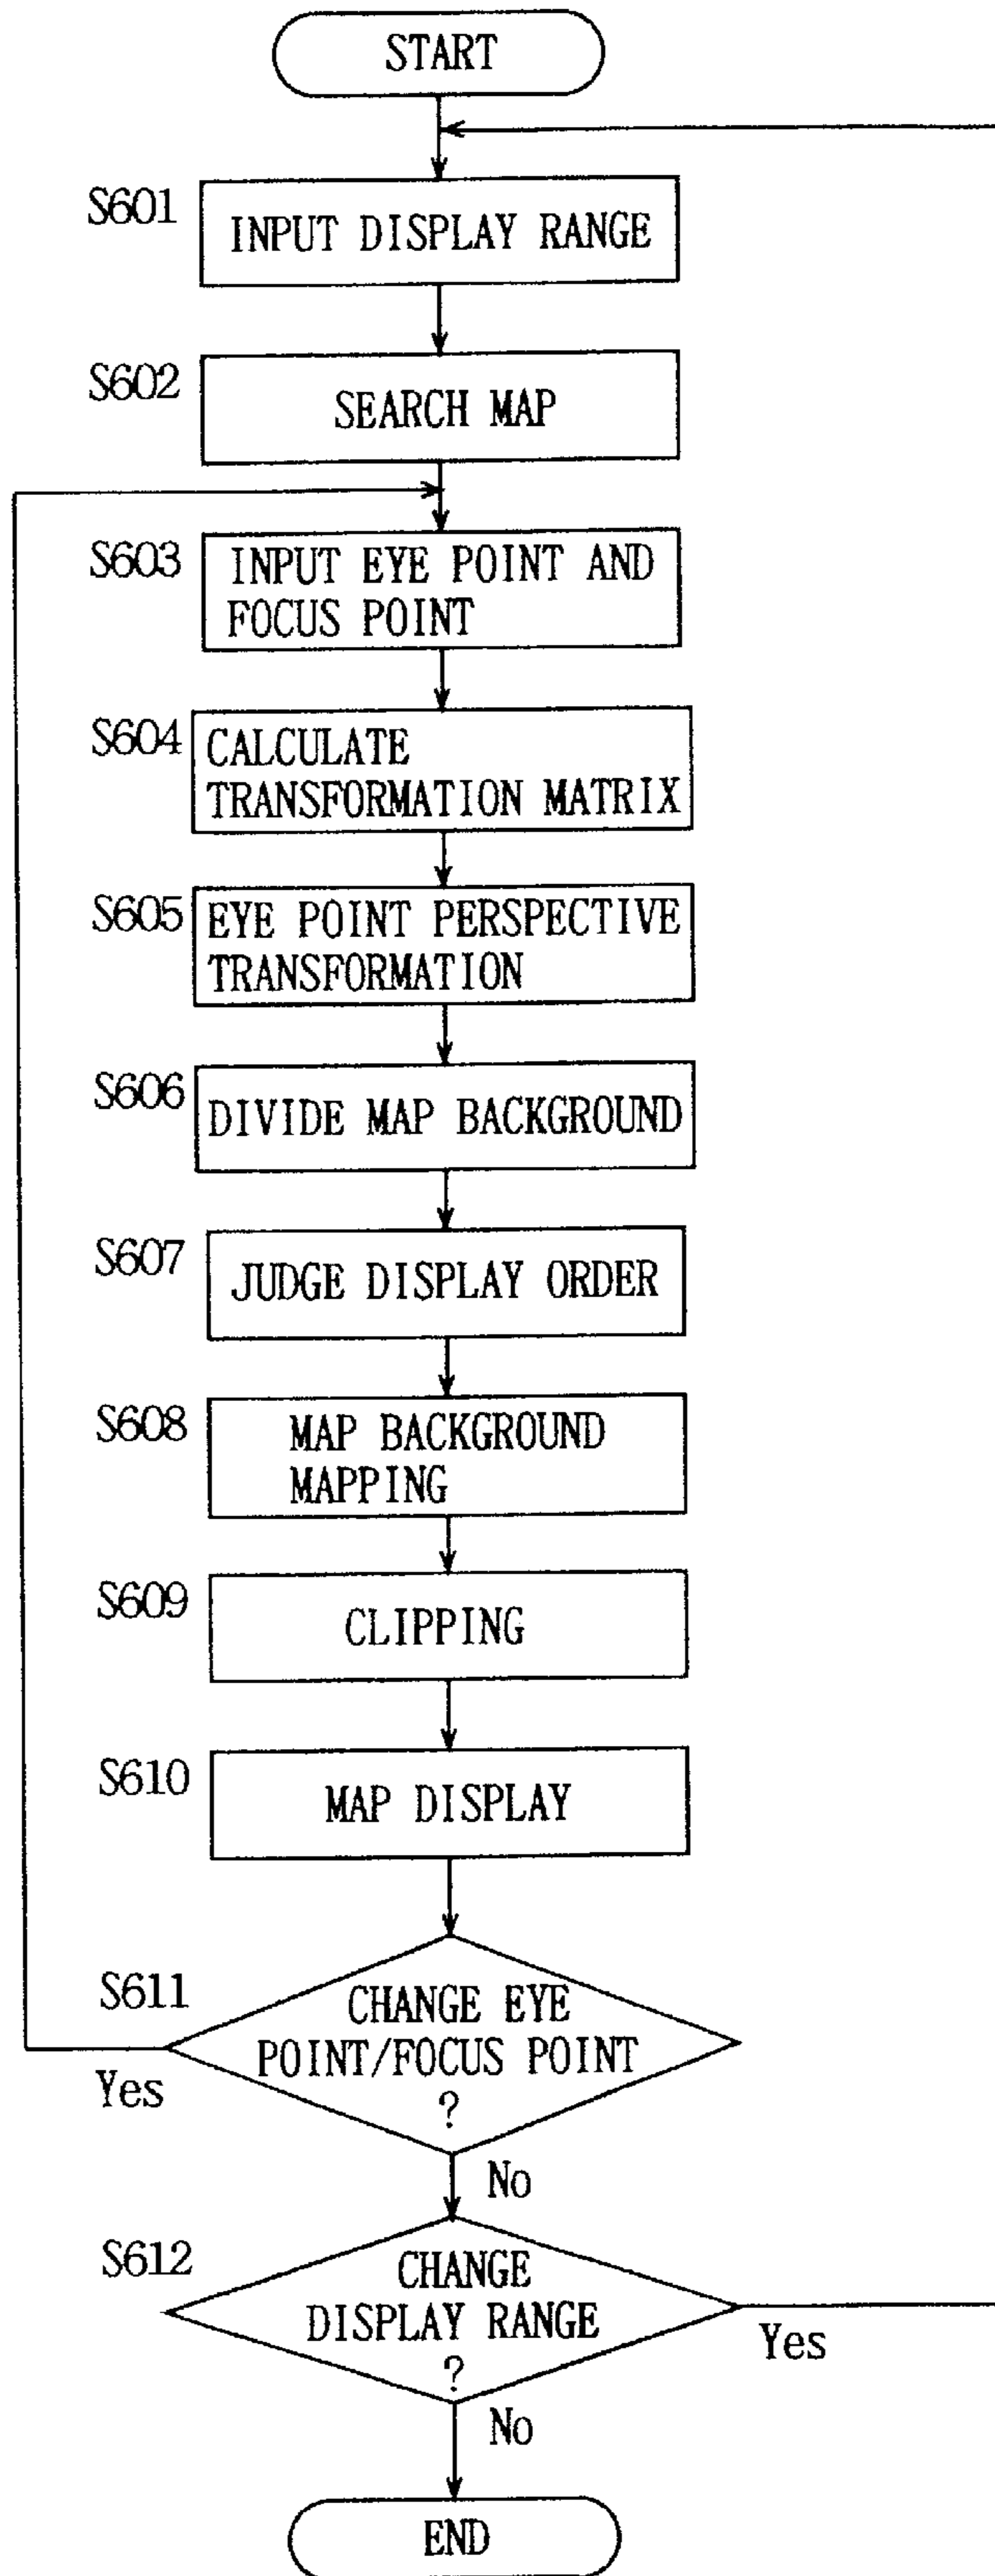 START
S601
INPUT DISPLAY RANGE
S602
SEARCH MAP
S603
INPUT EYE POINT AND
FOCUS POINT
S604
CALCULATE
TRANSFORMATION MATRIX
S605
EYE POINT PERSPECTIVE
TRANSFORMATION
S606
DIVIDE MAP BACKGROUND
S607
JUDGE DISPLAY ORDER
S608
MAP BACKGROUND
MAPPING
S609
CLIPPING
S610
MAP DISPLAY
S611
CHANGE EYE
POINT/FOCUS POINT
?
Yes
No
S612
CHANGE
DISPLAY RANGE
?
Yes
No
END